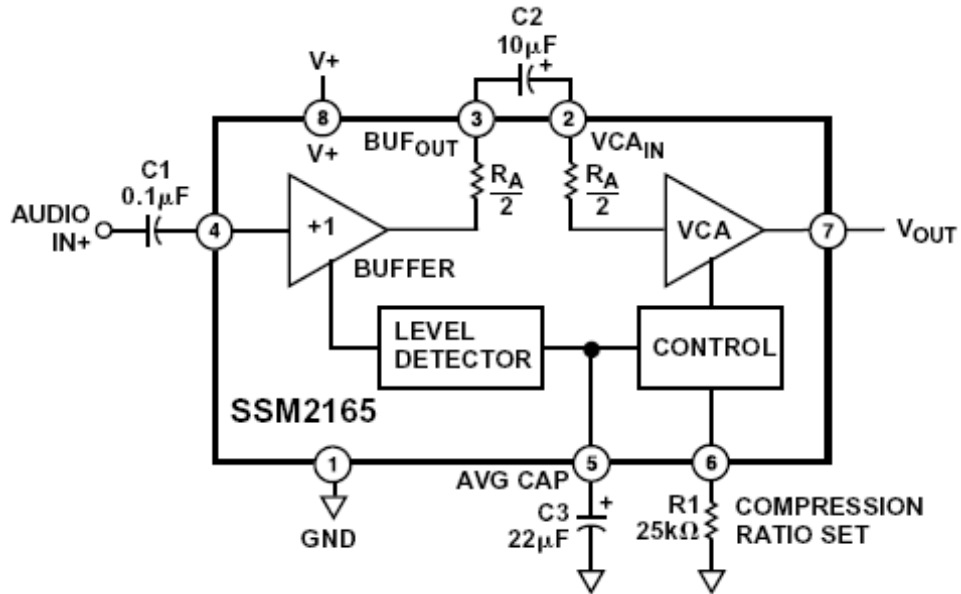 C2
10µF
+
V+
8
V+
3
BUFOUT
2
VCAIN
C1
0.1µF
RA
2
RA
2
AUDIO
IN+
4
+1
BUFFER
VCA
7
VOUT
LEVEL
DETECTOR
CONTROL
SSM2165
1
GND
AVG CAP
5
6
C3
22µF
+
R1
25kΩ
COMPRESSION
RATIO SET